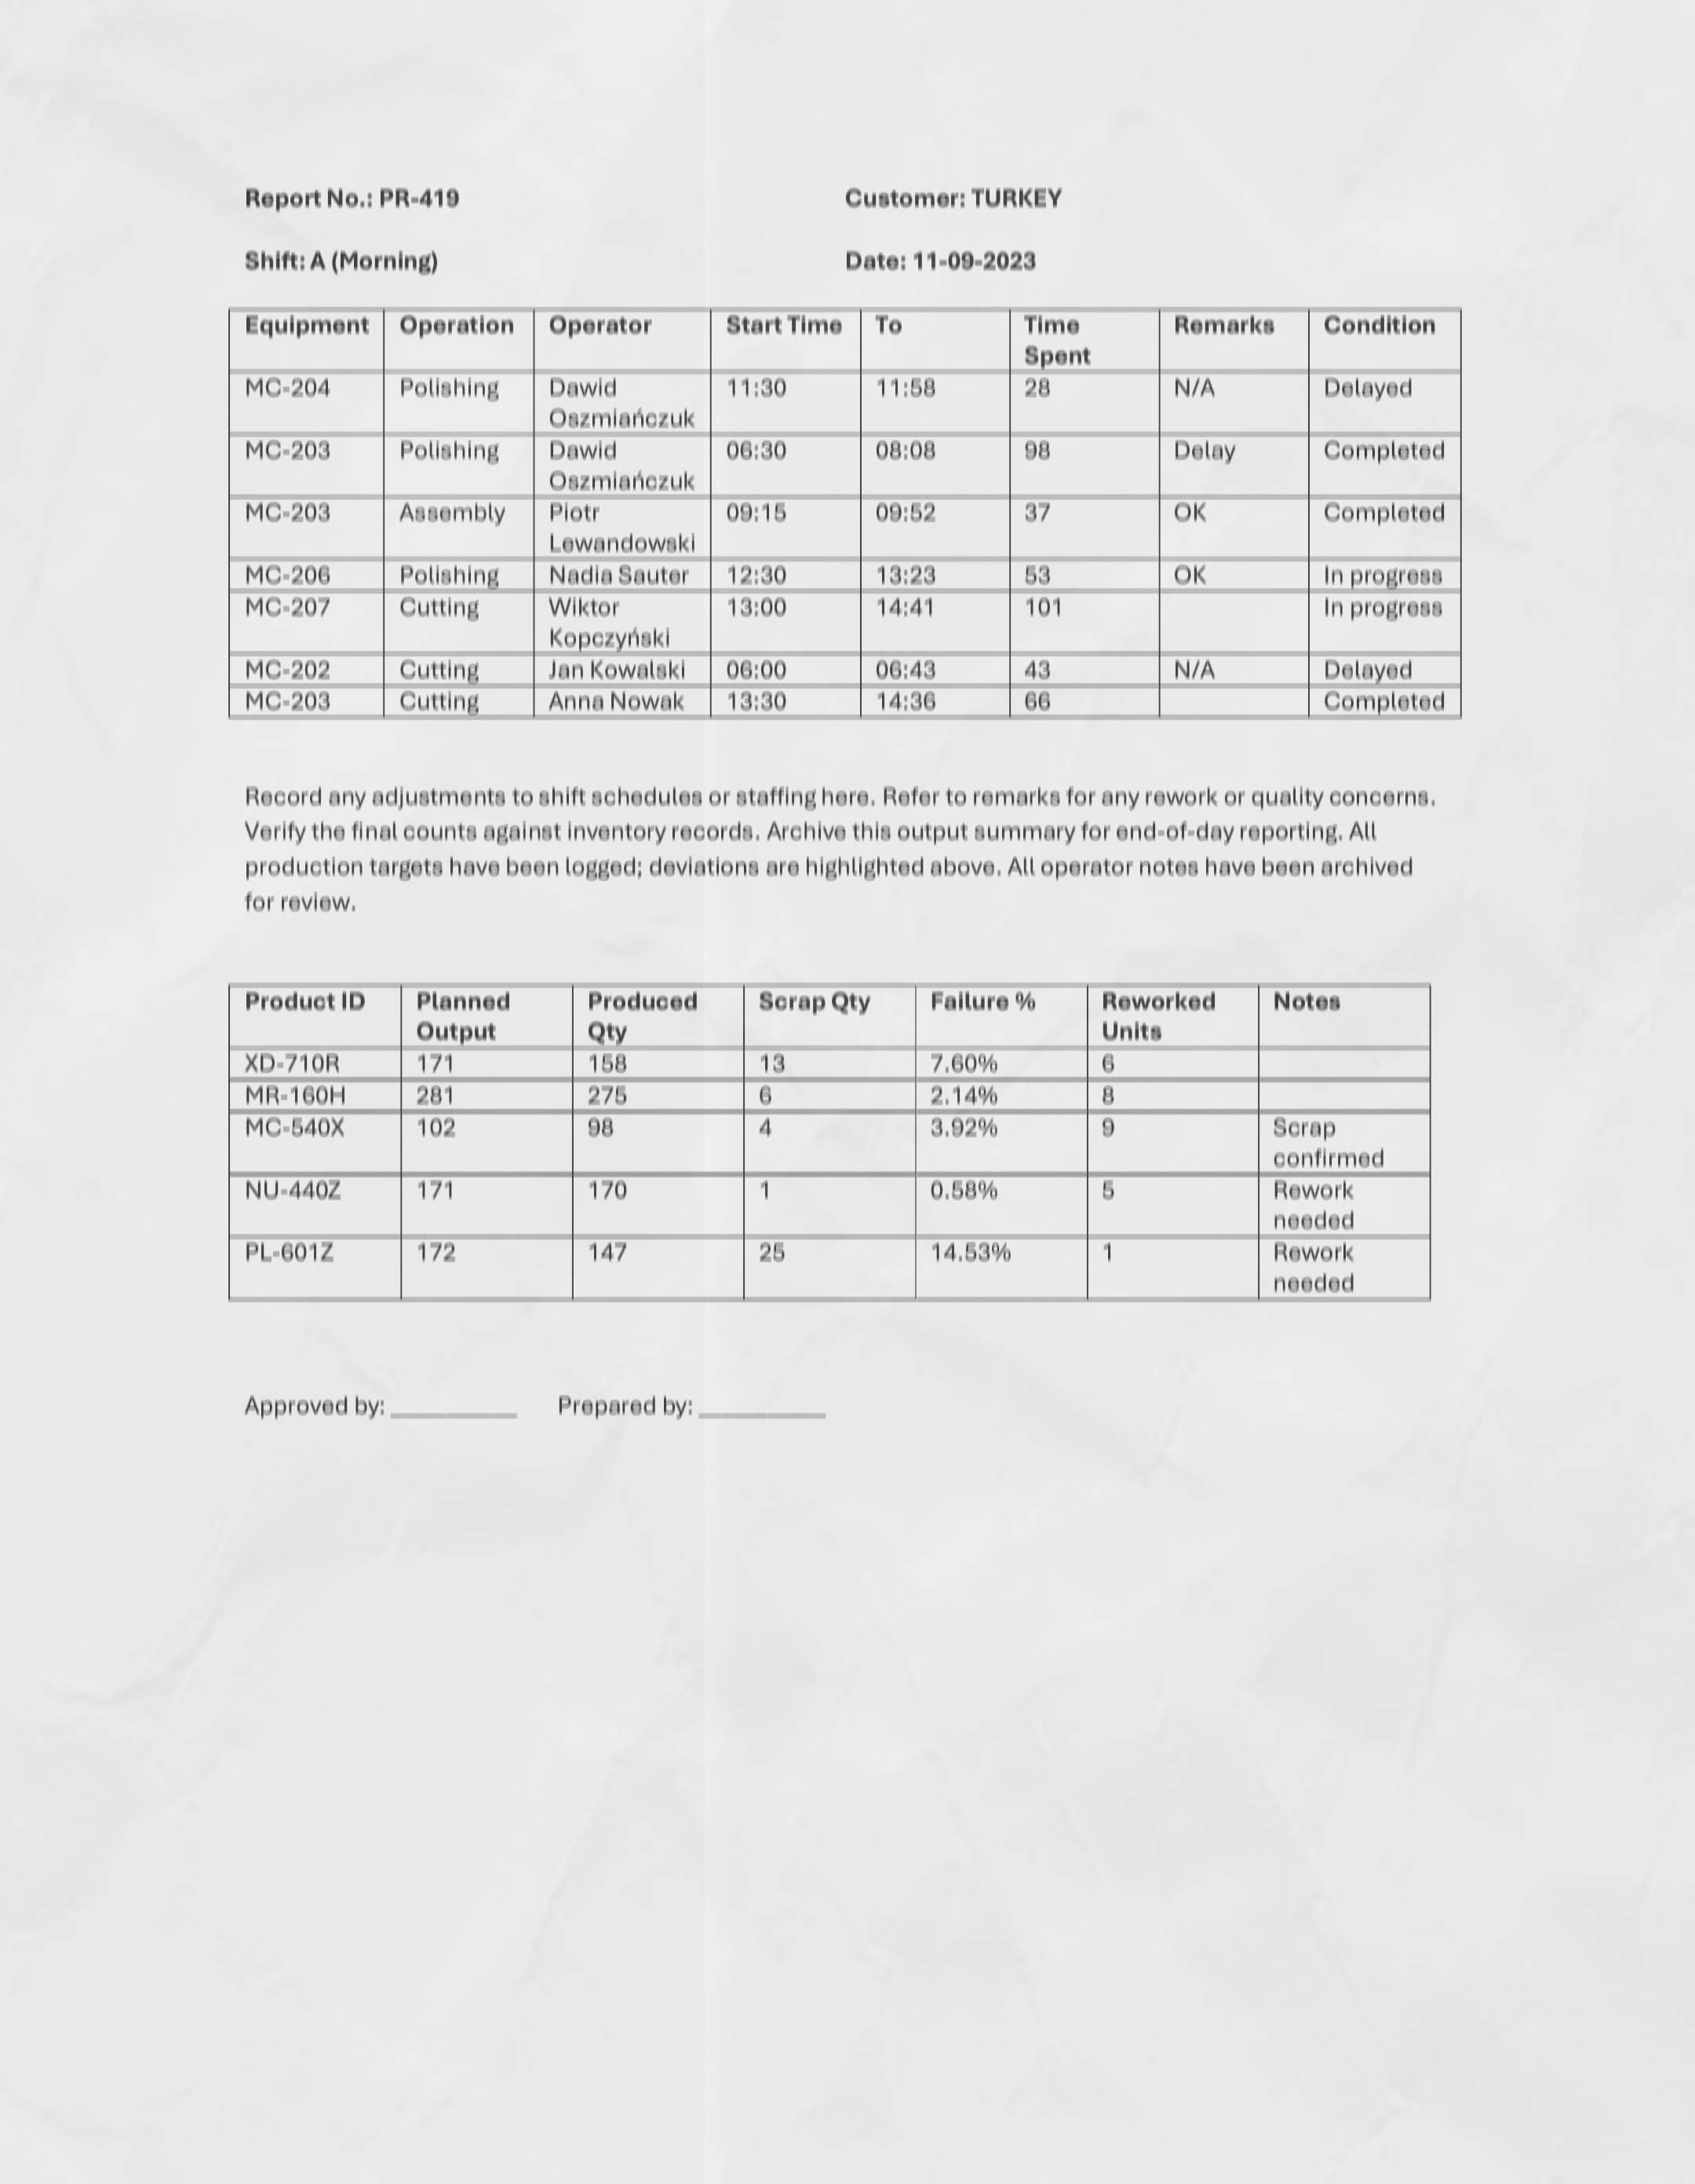 Report No.: PR-419 Customer: TURKEY
Shift: A (Morning) Date: 11-09-2023
Equipment Operation Operator Start Time To Time Spent Remarks Condition
MC-204 Polishing Dawid Oszmiańczuk 11:30 11:58 28 N/A Delayed
MC-203 Polishing Dawid Oszmiańczuk 06:30 08:08 98 Delay Completed
MC-203 Assembly Piotr Lewandowski 09:15 09:52 37 OK Completed
MC-206 Polishing Nadia Sauter 12:30 13:23 53 OK In progress
MC-207 Cutting Wiktor Kopczyński 13:00 14:41 101 In progress
MC-202 Cutting Jan Kowalski 06:00 06:43 43 N/A Delayed
MC-203 Cutting Anna Nowak 13:30 14:36 66 Completed
Record any adjustments to shift schedules or staffing here. Refer to remarks for any rework or quality concerns.
Verify the final counts against inventory records. Archive this output summary for end-of-day reporting. All
production targets have been logged; deviations are highlighted above. All operator notes have been archived
for review.
Product ID Planned Output Produced Qty Scrap Qty Failure % Reworked Units Notes
XD-710R 171 158 13 7.60% 6
MR-160H 281 275 6 2.14% 8
MC-540X 102 98 4 3.92% 9 Scrap confirmed
NU-440Z 171 170 1 0.58% 5 Rework needed
PL-601Z 172 147 25 14.53% 1 Rework needed
Approved by: __________ Prepared by: __________